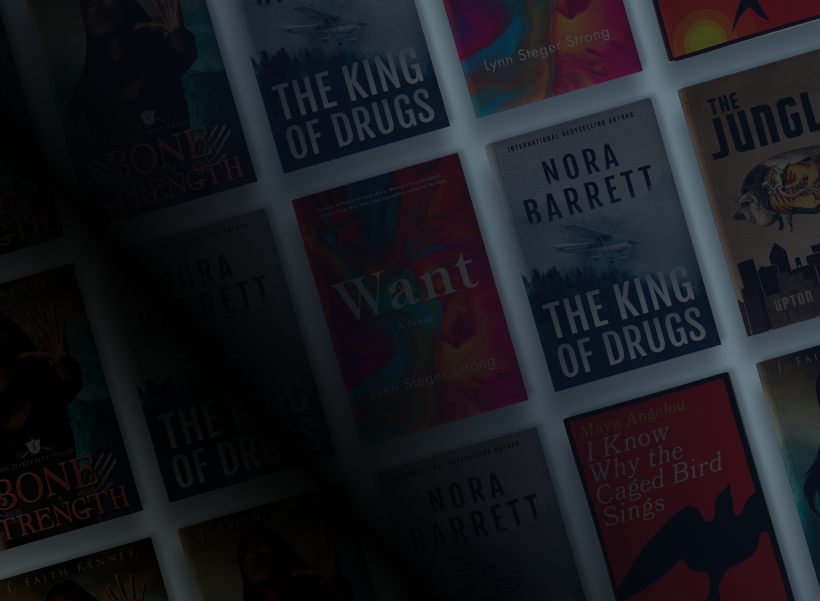 BONE
STRENGTH
THE KING
OF DRUGS
Lynn Steger Strong
NORA
BARRETT
THE KING
OF DRUGS
Want
A Novel
Lynn Steger Strong
INTERNATIONAL BESTSELLING AUTHOR
NORA
BARRETT
THE KING
OF DRUGS
THE
JUNGL
UPTON
BONE
TRENGTH
J. FAITH KENNEY
NORA
BARRETT
Maya Angelou
I Know
Why the
Caged Bird
Sings
J. FAI